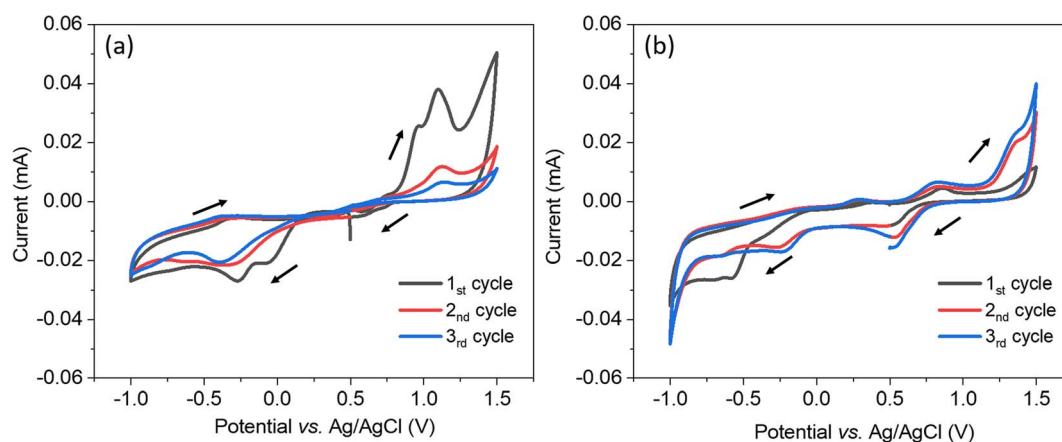 (a)
0.06
0.04
0.02
0.00
-0.02
-0.04
-0.06
Current (mA)
1st cycle
2nd cycle
3rd cycle
-1.0
-0.5
0.0
0.5
1.0
1.5
Potential vs. Ag/AgCl (V)
(b)
0.06
0.04
0.02
0.00
-0.02
-0.04
-0.06
Current (mA)
1st cycle
2nd cycle
3rd cycle
-1.0
-0.5
0.0
0.5
1.0
1.5
Potential vs. Ag/AgCl (V)